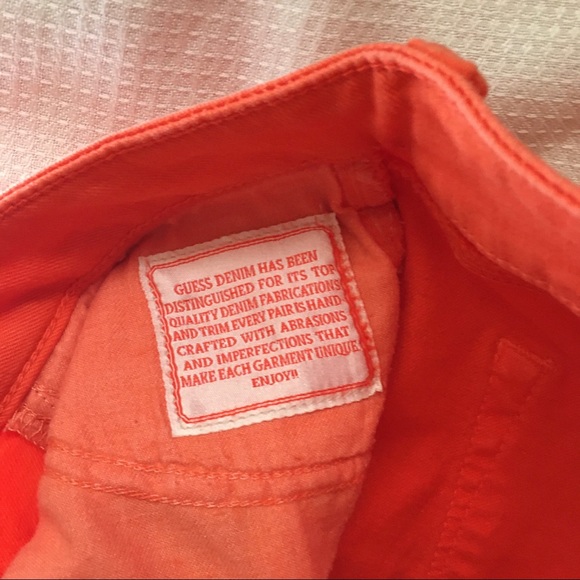 GUESS DENIM HAS BEEN
DISTINGUISHED FOR ITS TOP
QUALITY DENIM FABRICATIONS
AND TRIM. EVERY PAIR IS HAND
CRAFTED WITH ABRASIONS
AND IMPERFECTIONS THAT
MAKE EACH GARMENT UNIQUE
ENJOY!!